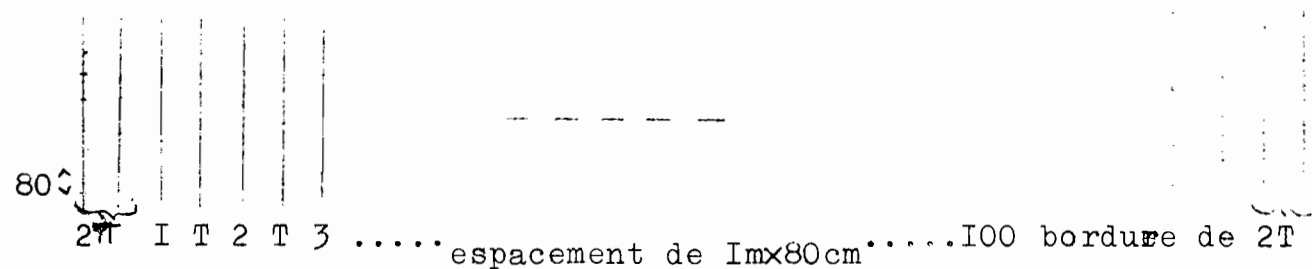 80
2T I T 2 T 3 ..... espacement de Imx80cm ..... I00 bordure de 2T